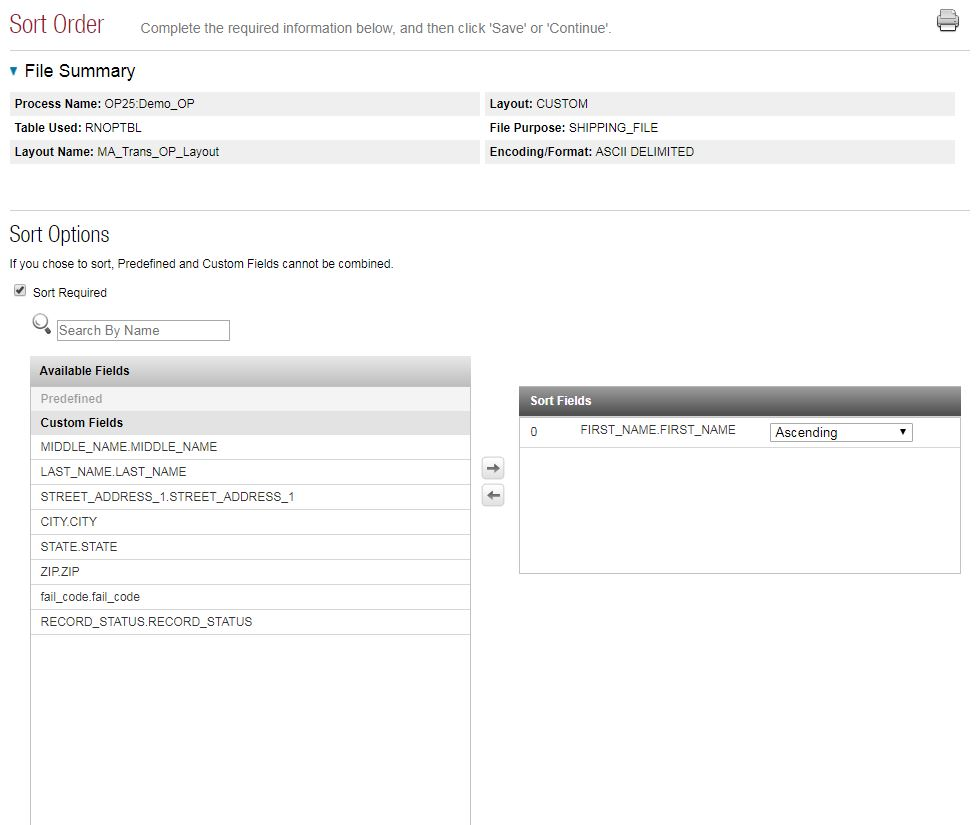 Sort Order
Complete the required information below, and then click 'Save' or 'Continue'.
▼ File Summary
Process Name: OP25:Demo_OP
Layout: CUSTOM
Table Used: RNOPTBL
File Purpose: SHIPPING_FILE
Layout Name: MA_Trans_OP_Layout
Encoding/Format: ASCII DELIMITED
Sort Options
If you chose to sort, Predefined and Custom Fields cannot be combined.
Sort Required
Search By Name
Available Fields
Predefined
Custom Fields
MIDDLE_NAME.MIDDLE_NAME
LAST_NAME.LAST_NAME
STREET_ADDRESS_1.STREET_ADDRESS_1
CITY.CITY
STATE.STATE
ZIP.ZIP
fail_code.fail_code
RECORD_STATUS.RECORD_STATUS
Sort Fields
0 FIRST_NAME.FIRST_NAME Ascending